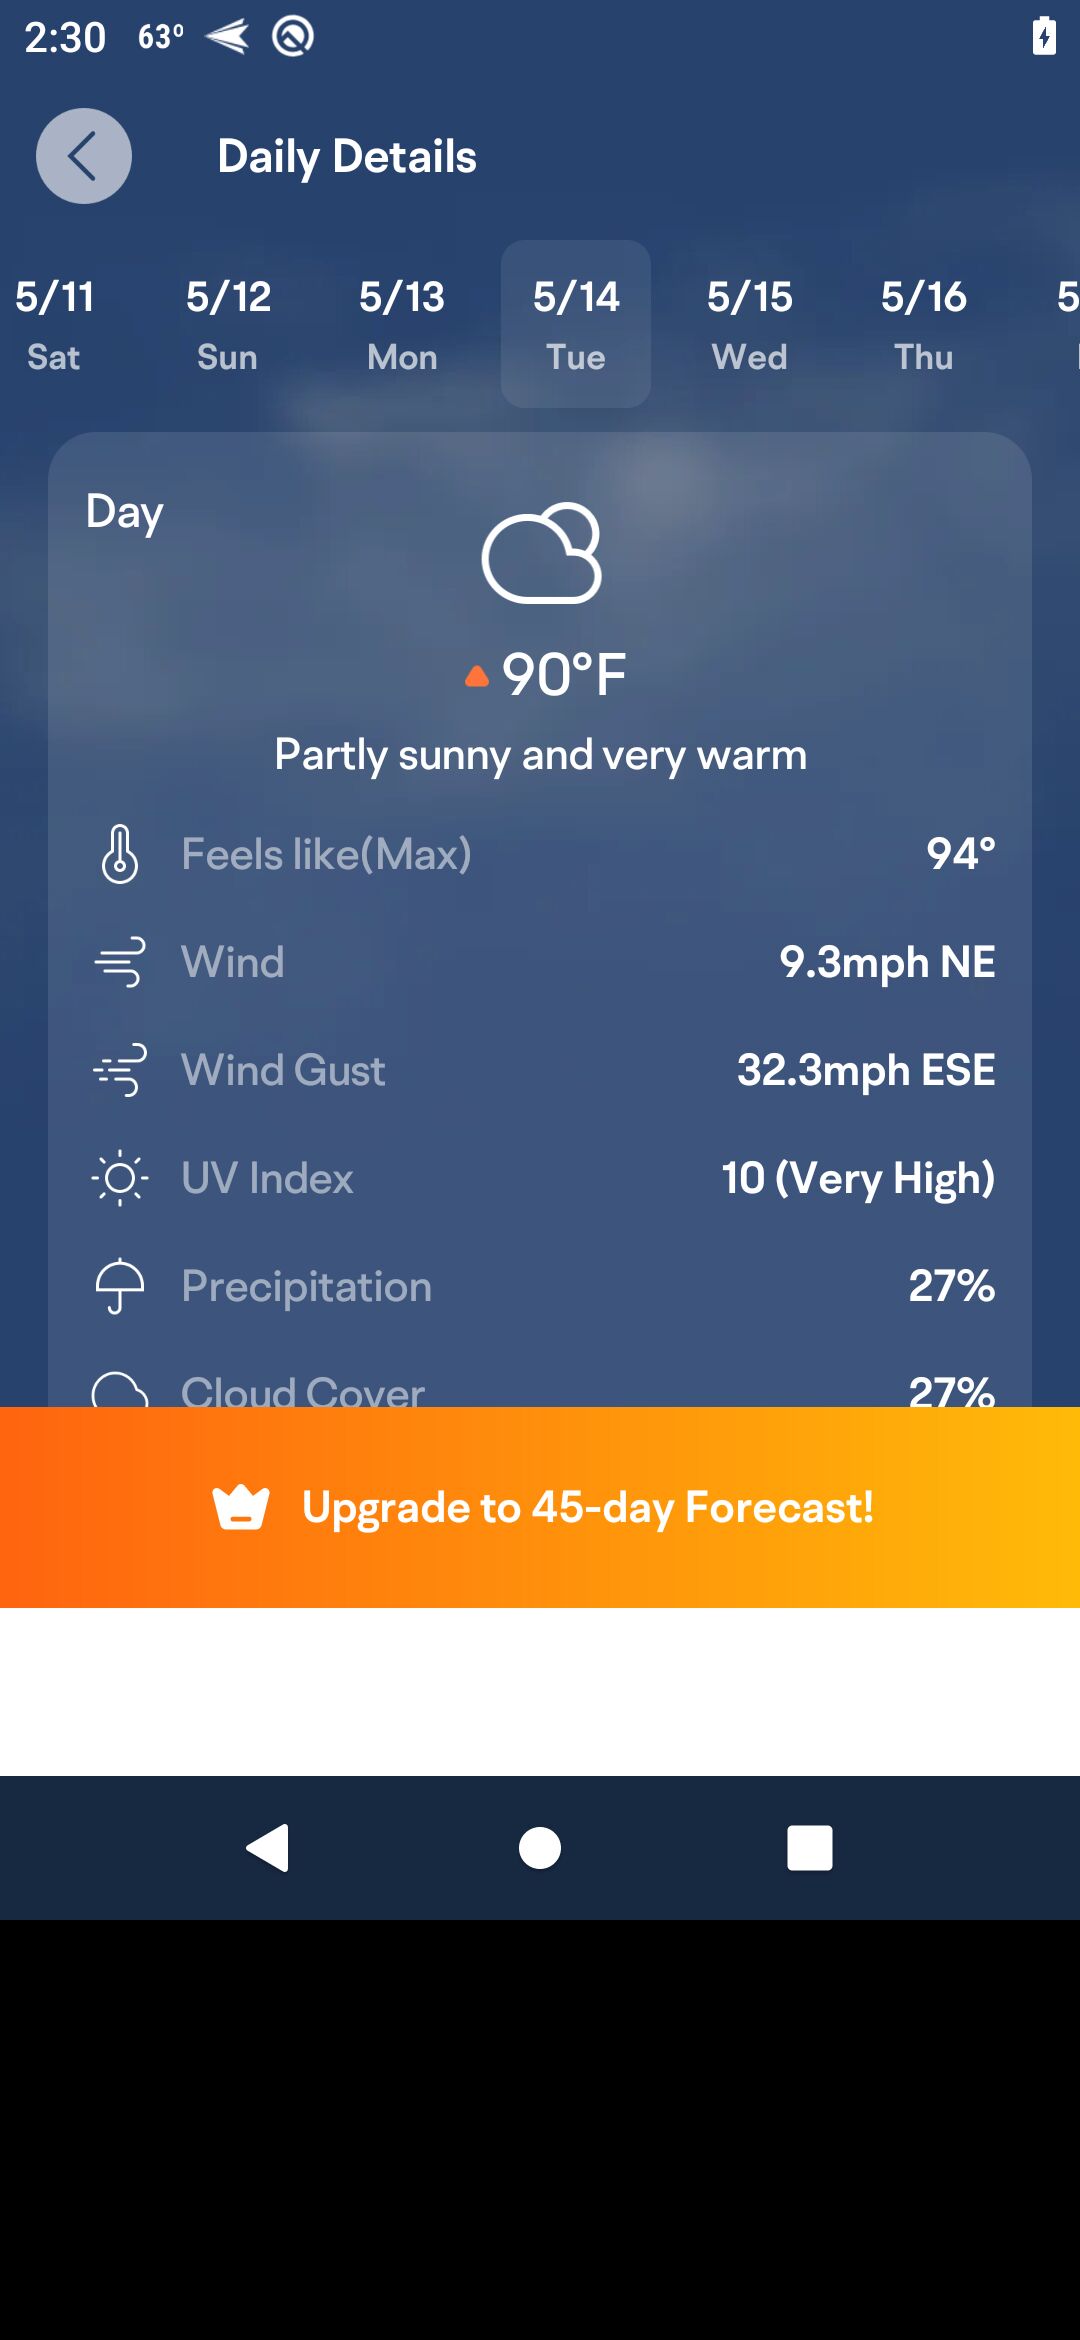 2:30 63°
Daily Details
5/11 5/12 5/13 5/14 5/15 5/16 5
Sat Sun Mon Tue Wed Thu
Day
90°F
Partly sunny and very warm
Feels like(Max) 94°
Wind 9.3mph NE
Wind Gust 32.3mph ESE
UV Index 10 (Very High)
Precipitation 27%
Cloud Cover 27%
Upgrade to 45-day Forecast!